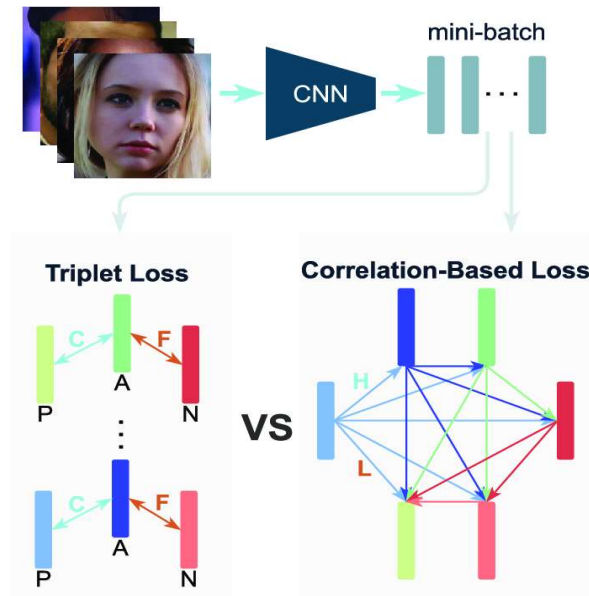 mini-batch
CNN
...
Triplet Loss
C
F
P
A
N
...
C
F
P
A
N
VS
Correlation-Based Loss
H
L